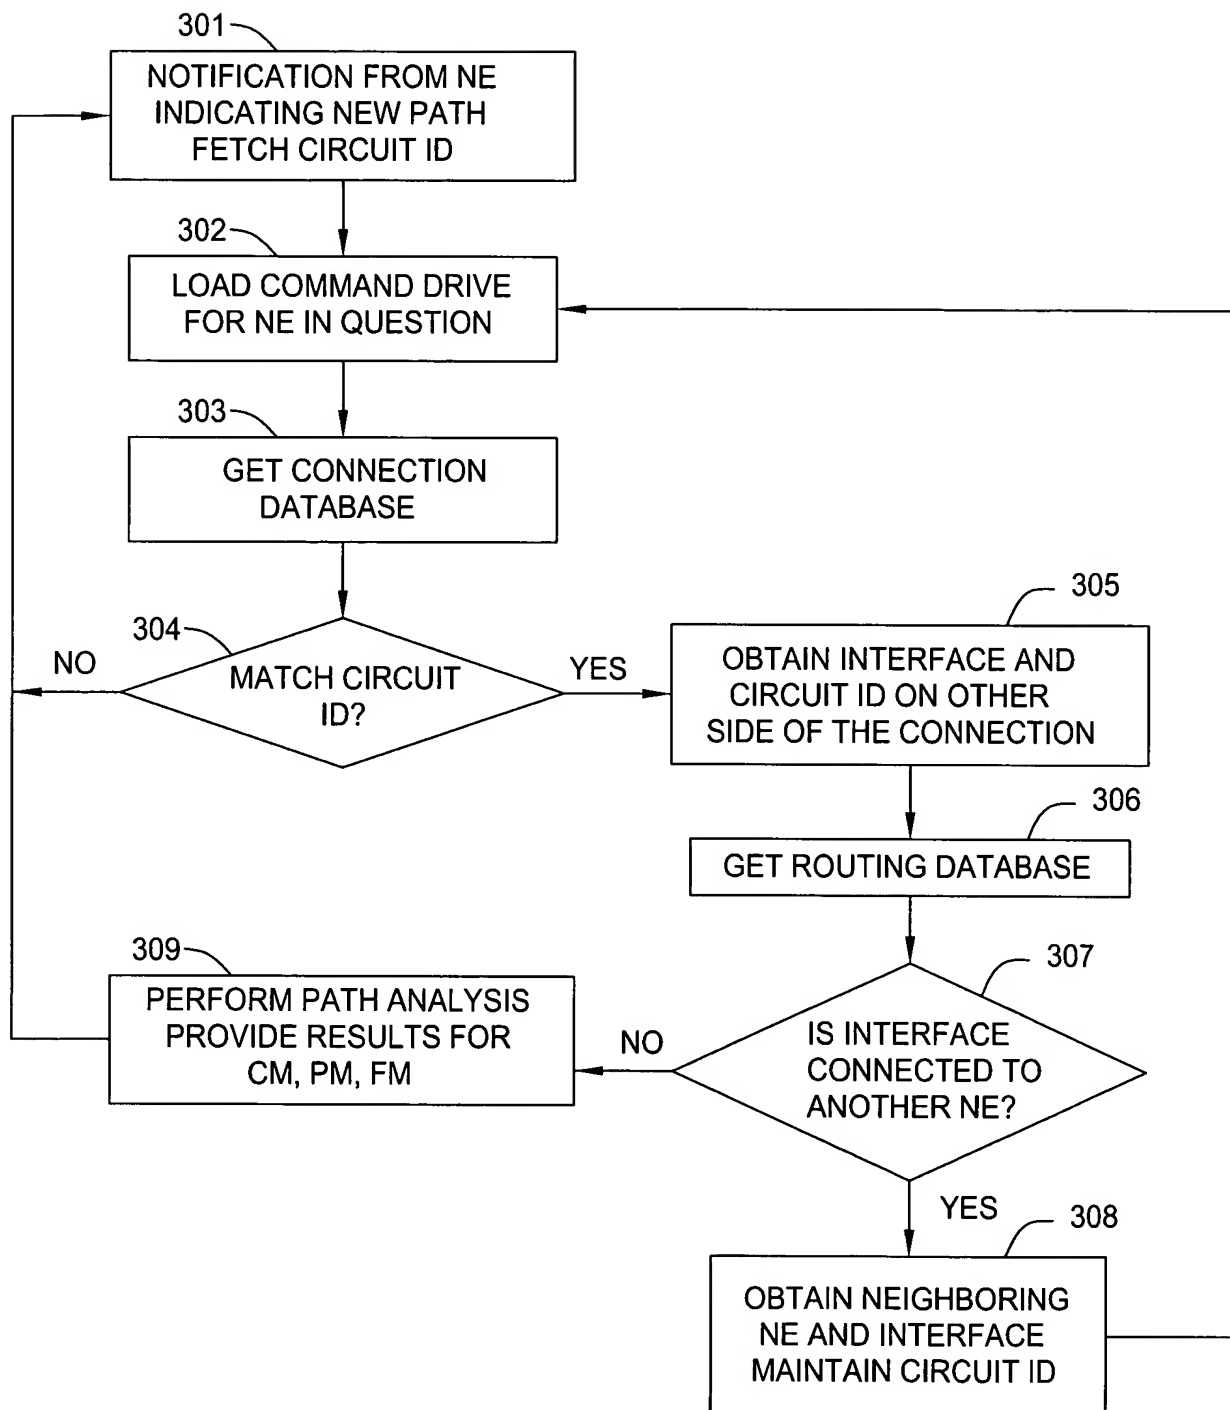 301
NOTIFICATION FROM NE
INDICATING NEW PATH
FETCH CIRCUIT ID
302
LOAD COMMAND DRIVE
FOR NE IN QUESTION
303
GET CONNECTION
DATABASE
304
NO
MATCH CIRCUIT
ID?
YES
305
OBTAIN INTERFACE AND
CIRCUIT ID ON OTHER
SIDE OF THE CONNECTION
306
GET ROUTING DATABASE
307
IS INTERFACE
CONNECTED TO
ANOTHER NE?
NO
309
PERFORM PATH ANALYSIS
PROVIDE RESULTS FOR
CM, PM, FM
YES
308
OBTAIN NEIGHBORING
NE AND INTERFACE
MAINTAIN CIRCUIT ID